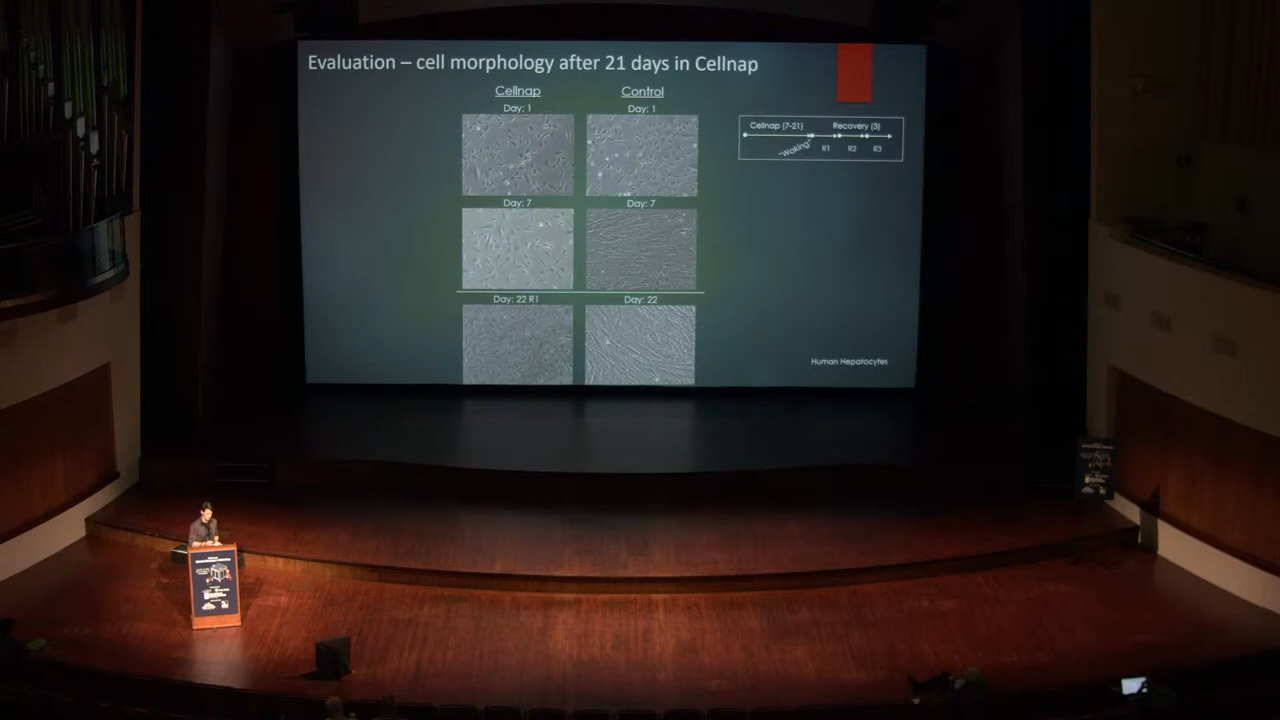 Evaluation – cell morphology after 21 days in Cellnap
Cellnap
Control
Day: 1
Day: 1
Cellnap (7-21)
Recovery (3)
"Waking"
R1
R2
R3
Day: 7
Day: 7
Day: 22 R1
Day: 22
Human Hepatocytes